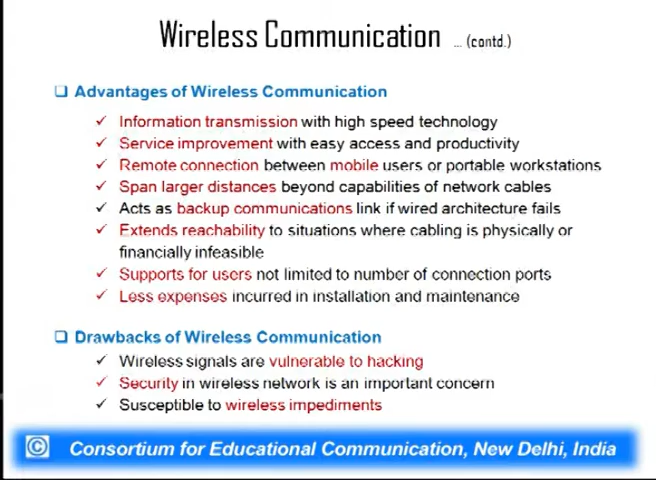 Wireless Communication ... (contd.)
Advantages of Wireless Communication
Information transmission with high speed technology
Service improvement with easy access and productivity
Remote connection between mobile users or portable workstations
Span larger distances beyond capabilities of network cables
Acts as backup communications link if wired architecture fails
Extends reachability to situations where cabling is physically or
financially infeasible
Supports for users not limited to number of connection ports
Less expenses incurred in installation and maintenance
Drawbacks of Wireless Communication
Wireless signals are vulnerable to hacking
Security in wireless network is an important concern
Susceptible to wireless impediments
© Consortium for Educational Communication, New Delhi, India